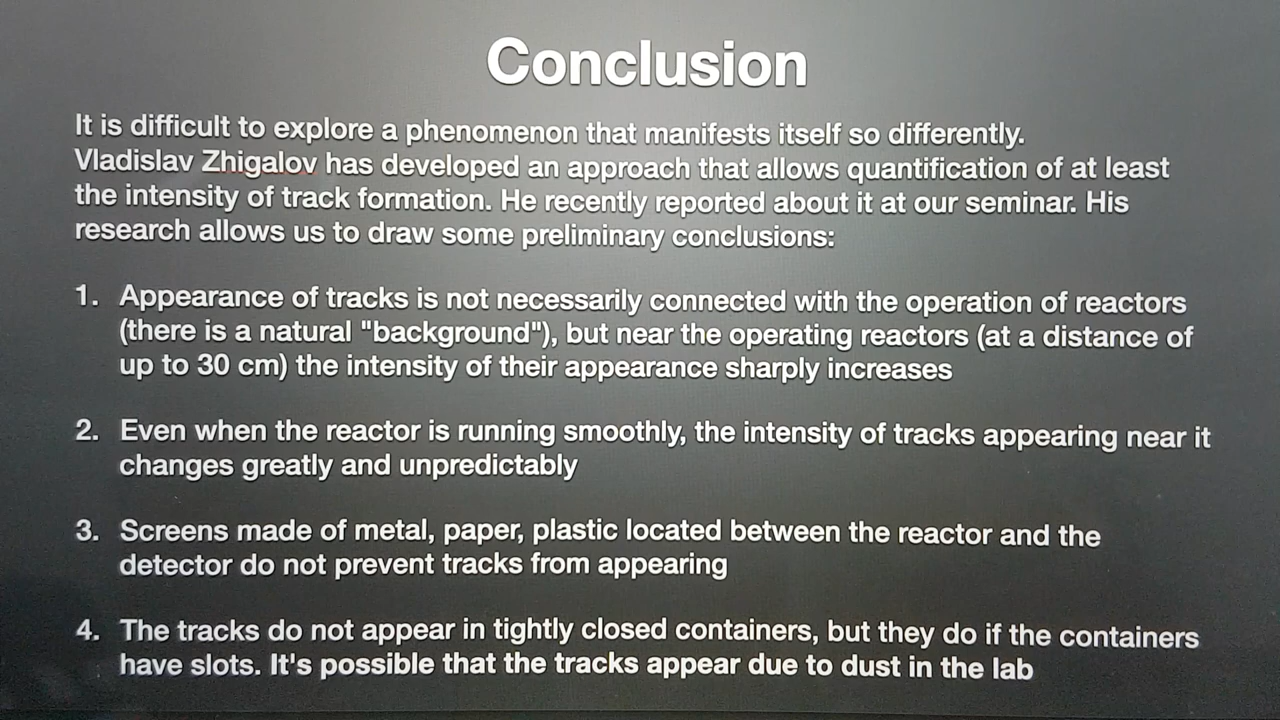 Conclusion
It is difficult to explore a phenomenon that manifests itself so differently.
Vladislav Zhigalov has developed an approach that allows quantification of at least
the intensity of track formation. He recently reported about it at our seminar. His
research allows us to draw some preliminary conclusions:
1. Appearance of tracks is not necessarily connected with the operation of reactors
(there is a natural "background"), but near the operating reactors (at a distance of
up to 30 cm) the intensity of their appearance sharply increases
2. Even when the reactor is running smoothly, the intensity of tracks appearing near it
changes greatly and unpredictably
3. Screens made of metal, paper, plastic located between the reactor and the
detector do not prevent tracks from appearing
4. The tracks do not appear in tightly closed containers, but they do if the containers
have slots. It's possible that the tracks appear due to dust in the lab